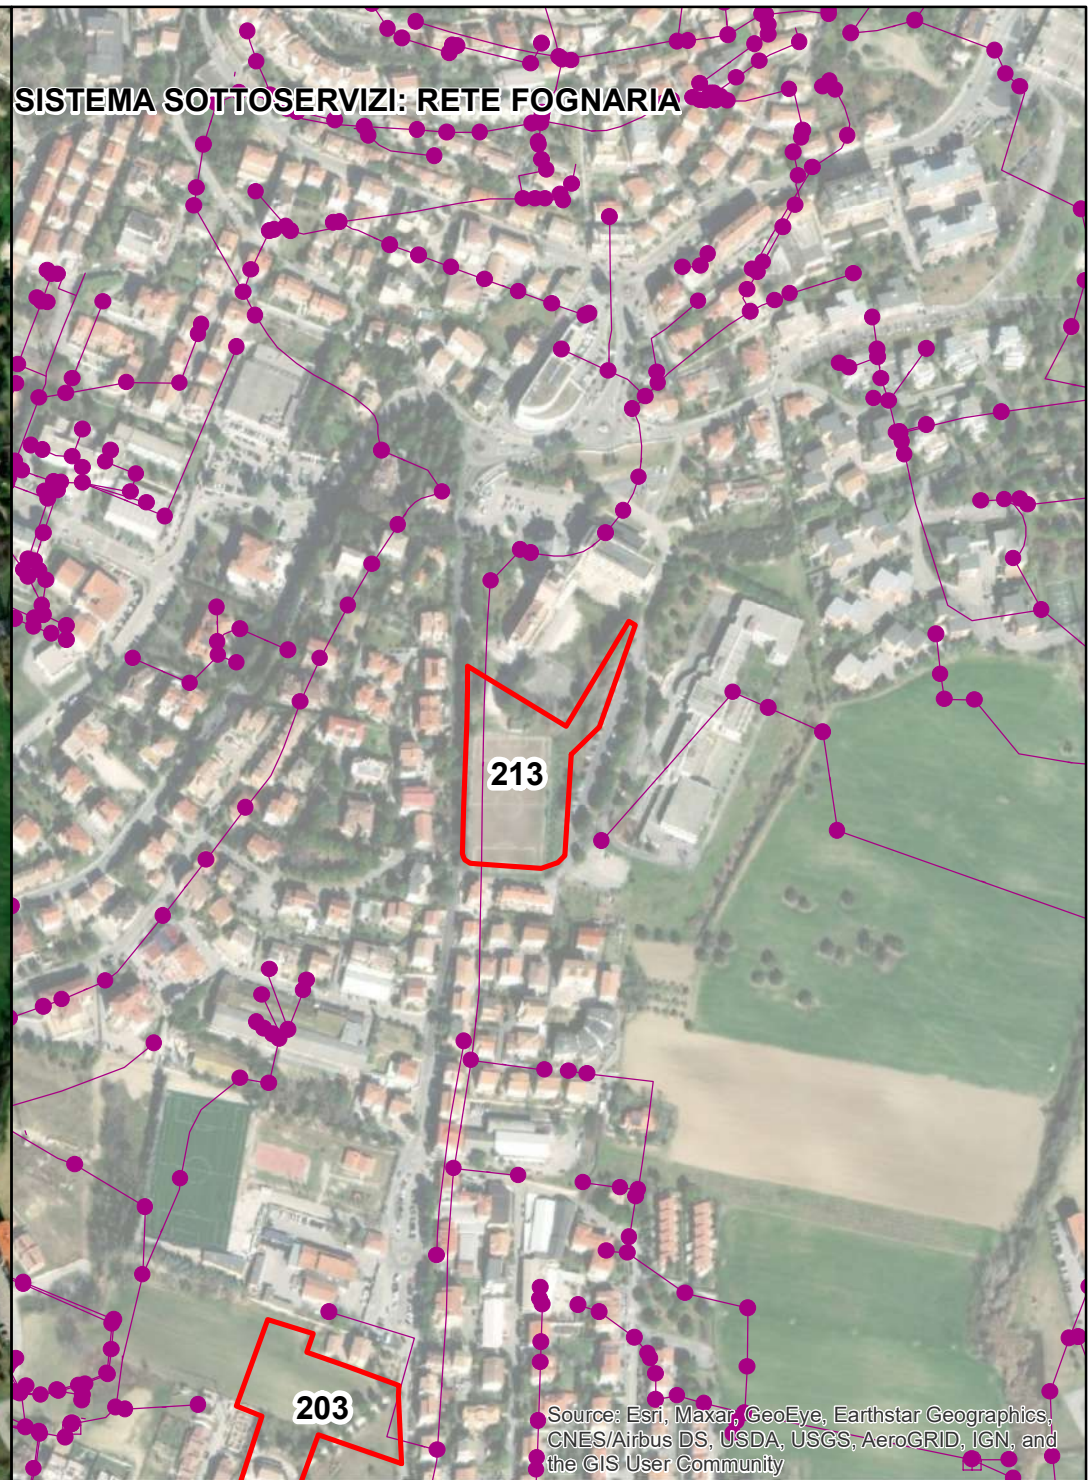 SISTEMA SOTTOSERVIZI: RETE FOGNARIA
213
203
Source: Esri, Maxar, GeoEye, Earthstar Geographics,
CNES/Airbus DS, USDA, USGS, AeroGRID, IGN, and
the GIS User Community